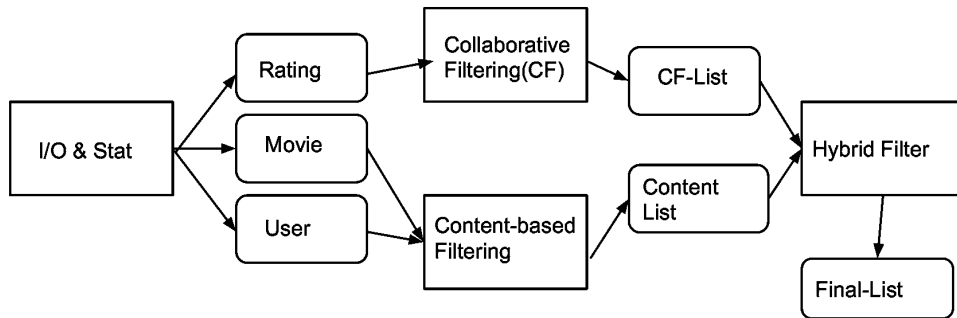 I/O & Stat
Rating
Movie
User
Collaborative
Filtering(CF)
Content-based
Filtering
CF-List
Content
List
Hybrid Filter
Final-List